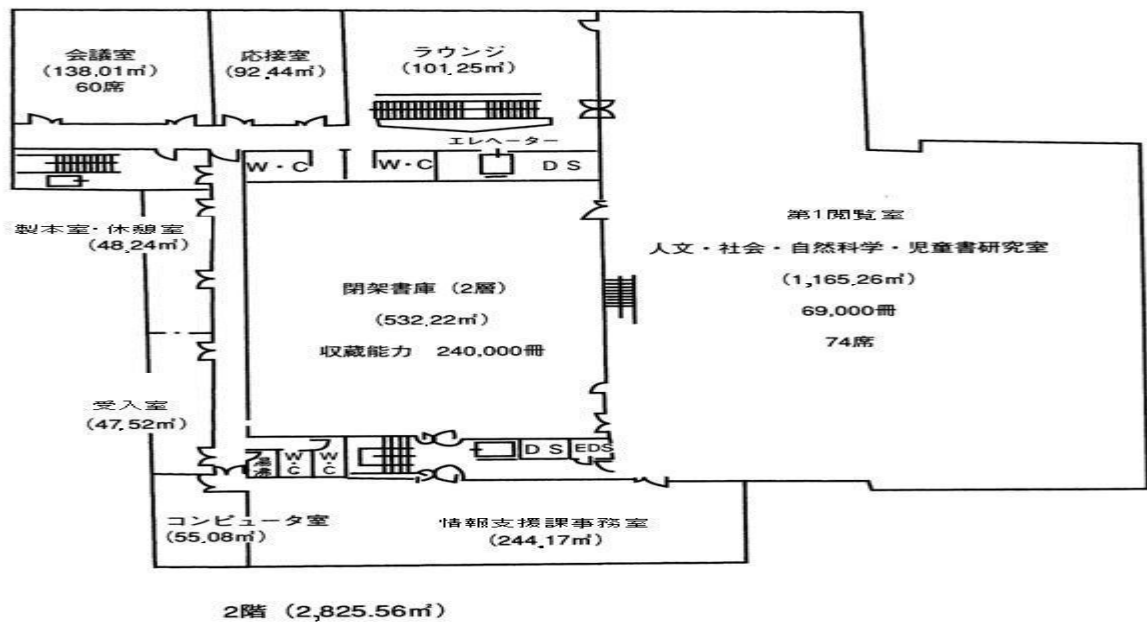 会議室
(138.01㎡)
60席
応接室
(92.44㎡)
ラウンジ
(101.25㎡)
エレベーター
W・C
W・C
DS
製本室・休憩室
(48.24㎡)
閉架書庫 (2層)
(532.22㎡)
収蔵能力 240,000冊
第1閲覧室
人文・社会・自然科学・児童書研究室
(1,165.26㎡)
69,000冊
74席
受入室
(47.52㎡)
湯沸
W・C
W・C
DS
EDS
コンピュータ室
(55.08㎡)
情報支援課事務室
(244.17㎡)
2階 (2,825.56㎡)